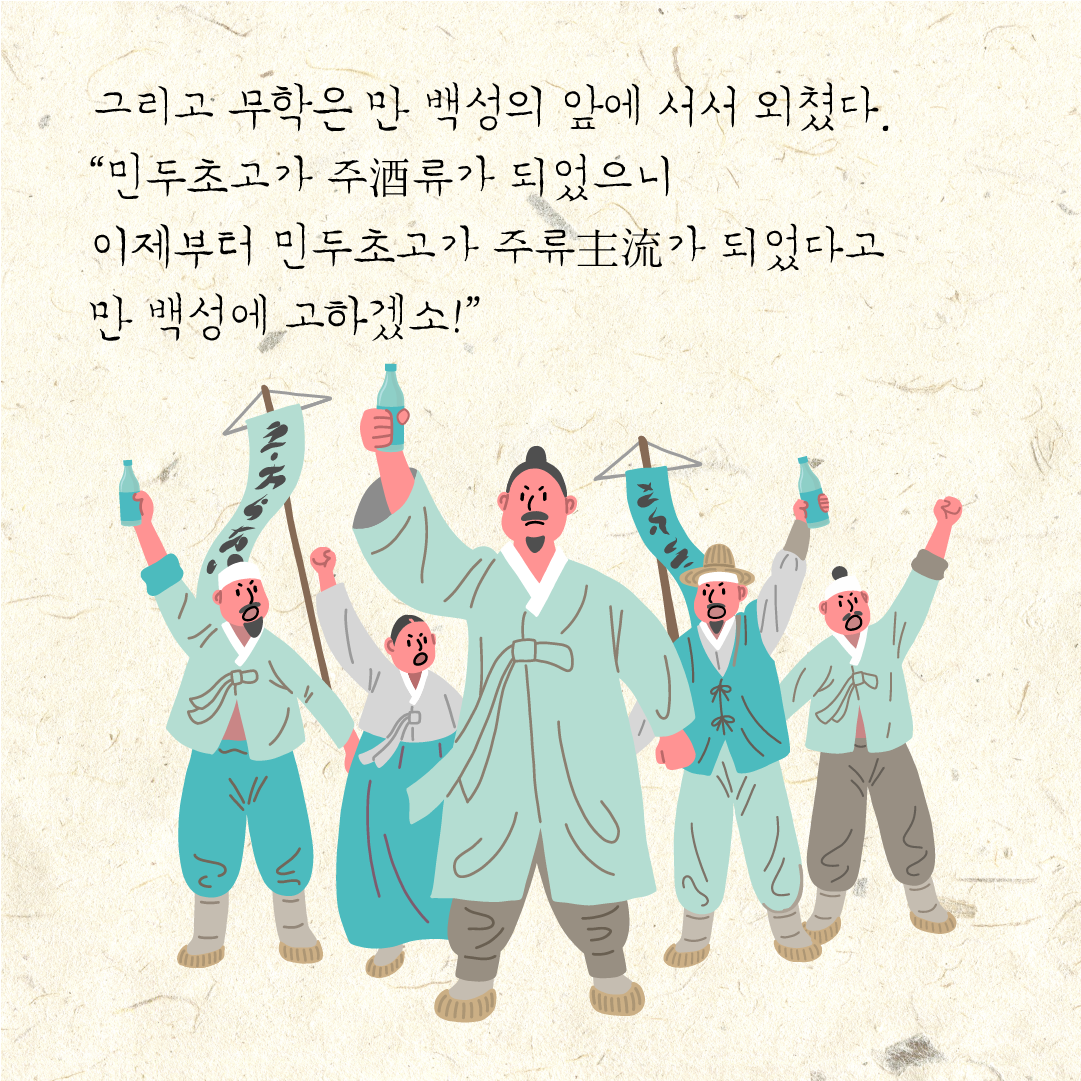 그리고 무학은 만 백성의 앞에 서서 외쳤다.
“민두초고가 주酒류가 되었으니
이제부터 민두초고가 주류主流가 되었다고
만 백성에 고하겠소!”